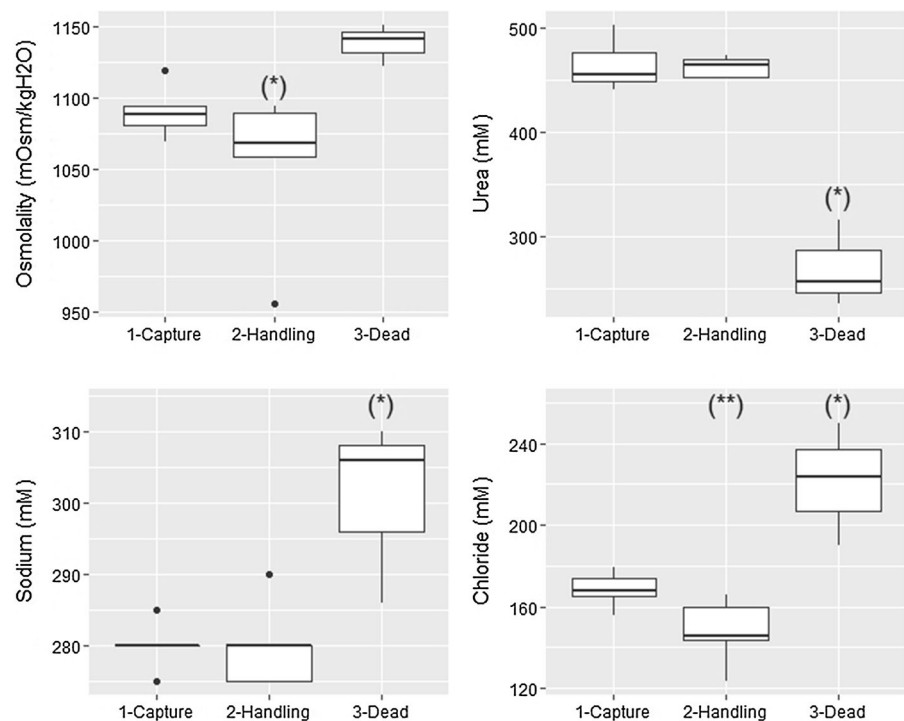 Osmolality (mOsm/kgH2O)
1150
1100
1050
1000
950
(*)
1-Capture 2-Handling 3-Dead
Urea (mM)
500
400
300
(*)
1-Capture 2-Handling 3-Dead
Sodium (mM)
310
300
290
280
(*)
1-Capture 2-Handling 3-Dead
Chloride (mM)
240
200
160
120
(**) (*)
1-Capture 2-Handling 3-Dead